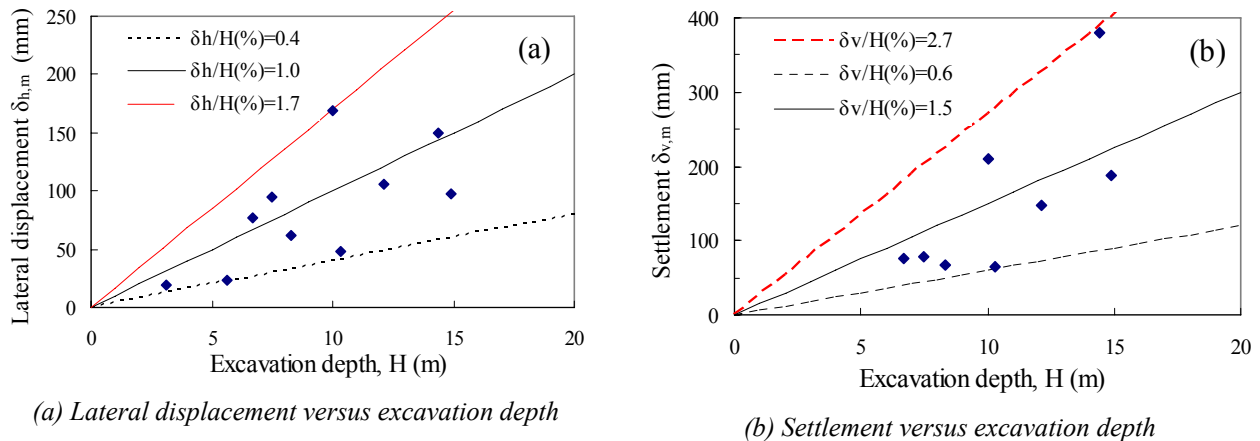 250
200
150
100
50
0
Lateral displacement δh,m (mm)
(a)
δh/H(%)=0.4
δh/H(%)=1.0
δh/H(%)=1.7
0 5 10 15 20
Excavation depth, H (m)
(a) Lateral displacement versus excavation depth
400
300
200
100
0
Settlement δv,m (mm)
(b)
δv/H(%)=2.7
δv/H(%)=0.6
δv/H(%)=1.5
0 5 10 15 20
Excavation depth, H (m)
(b) Settlement versus excavation depth